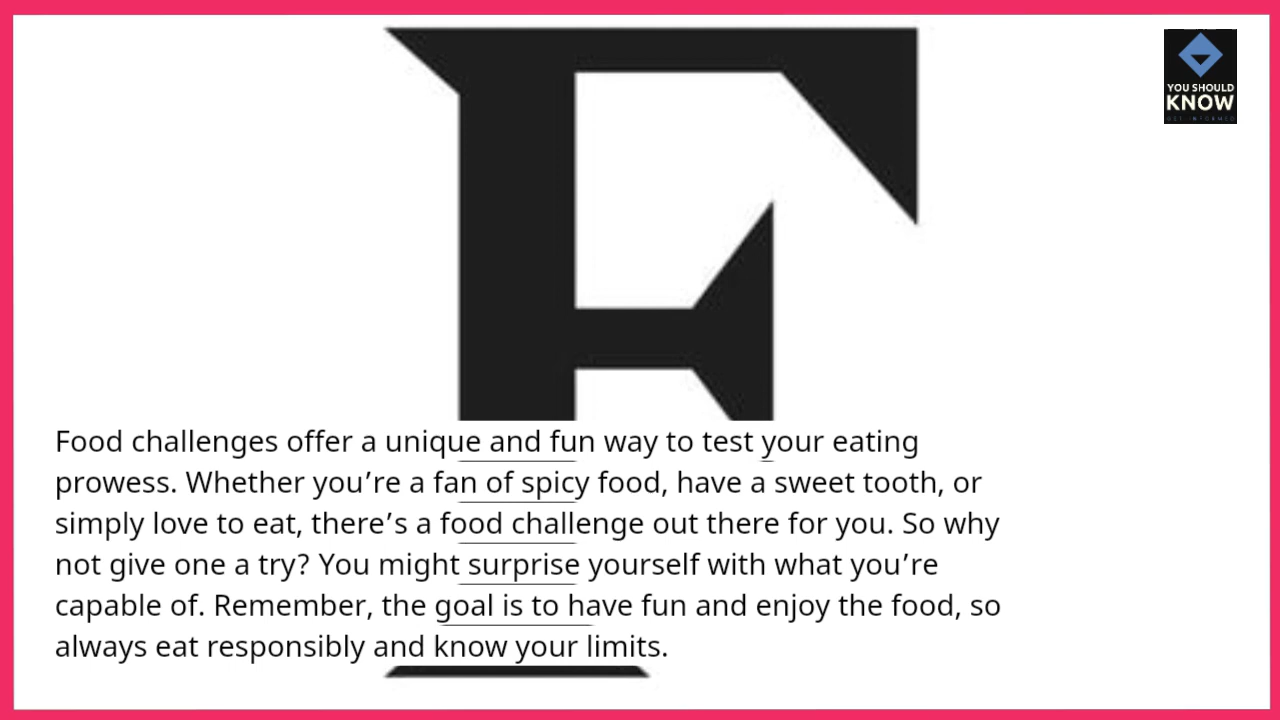 F
YOU SHOULD
KNOW
GET INFORMED
Food challenges offer a unique and fun way to test your eating
prowess. Whether you’re a fan of spicy food, have a sweet tooth, or
simply love to eat, there’s a food challenge out there for you. So why
not give one a try? You might surprise yourself with what you’re
capable of. Remember, the goal is to have fun and enjoy the food, so
always eat responsibly and know your limits.